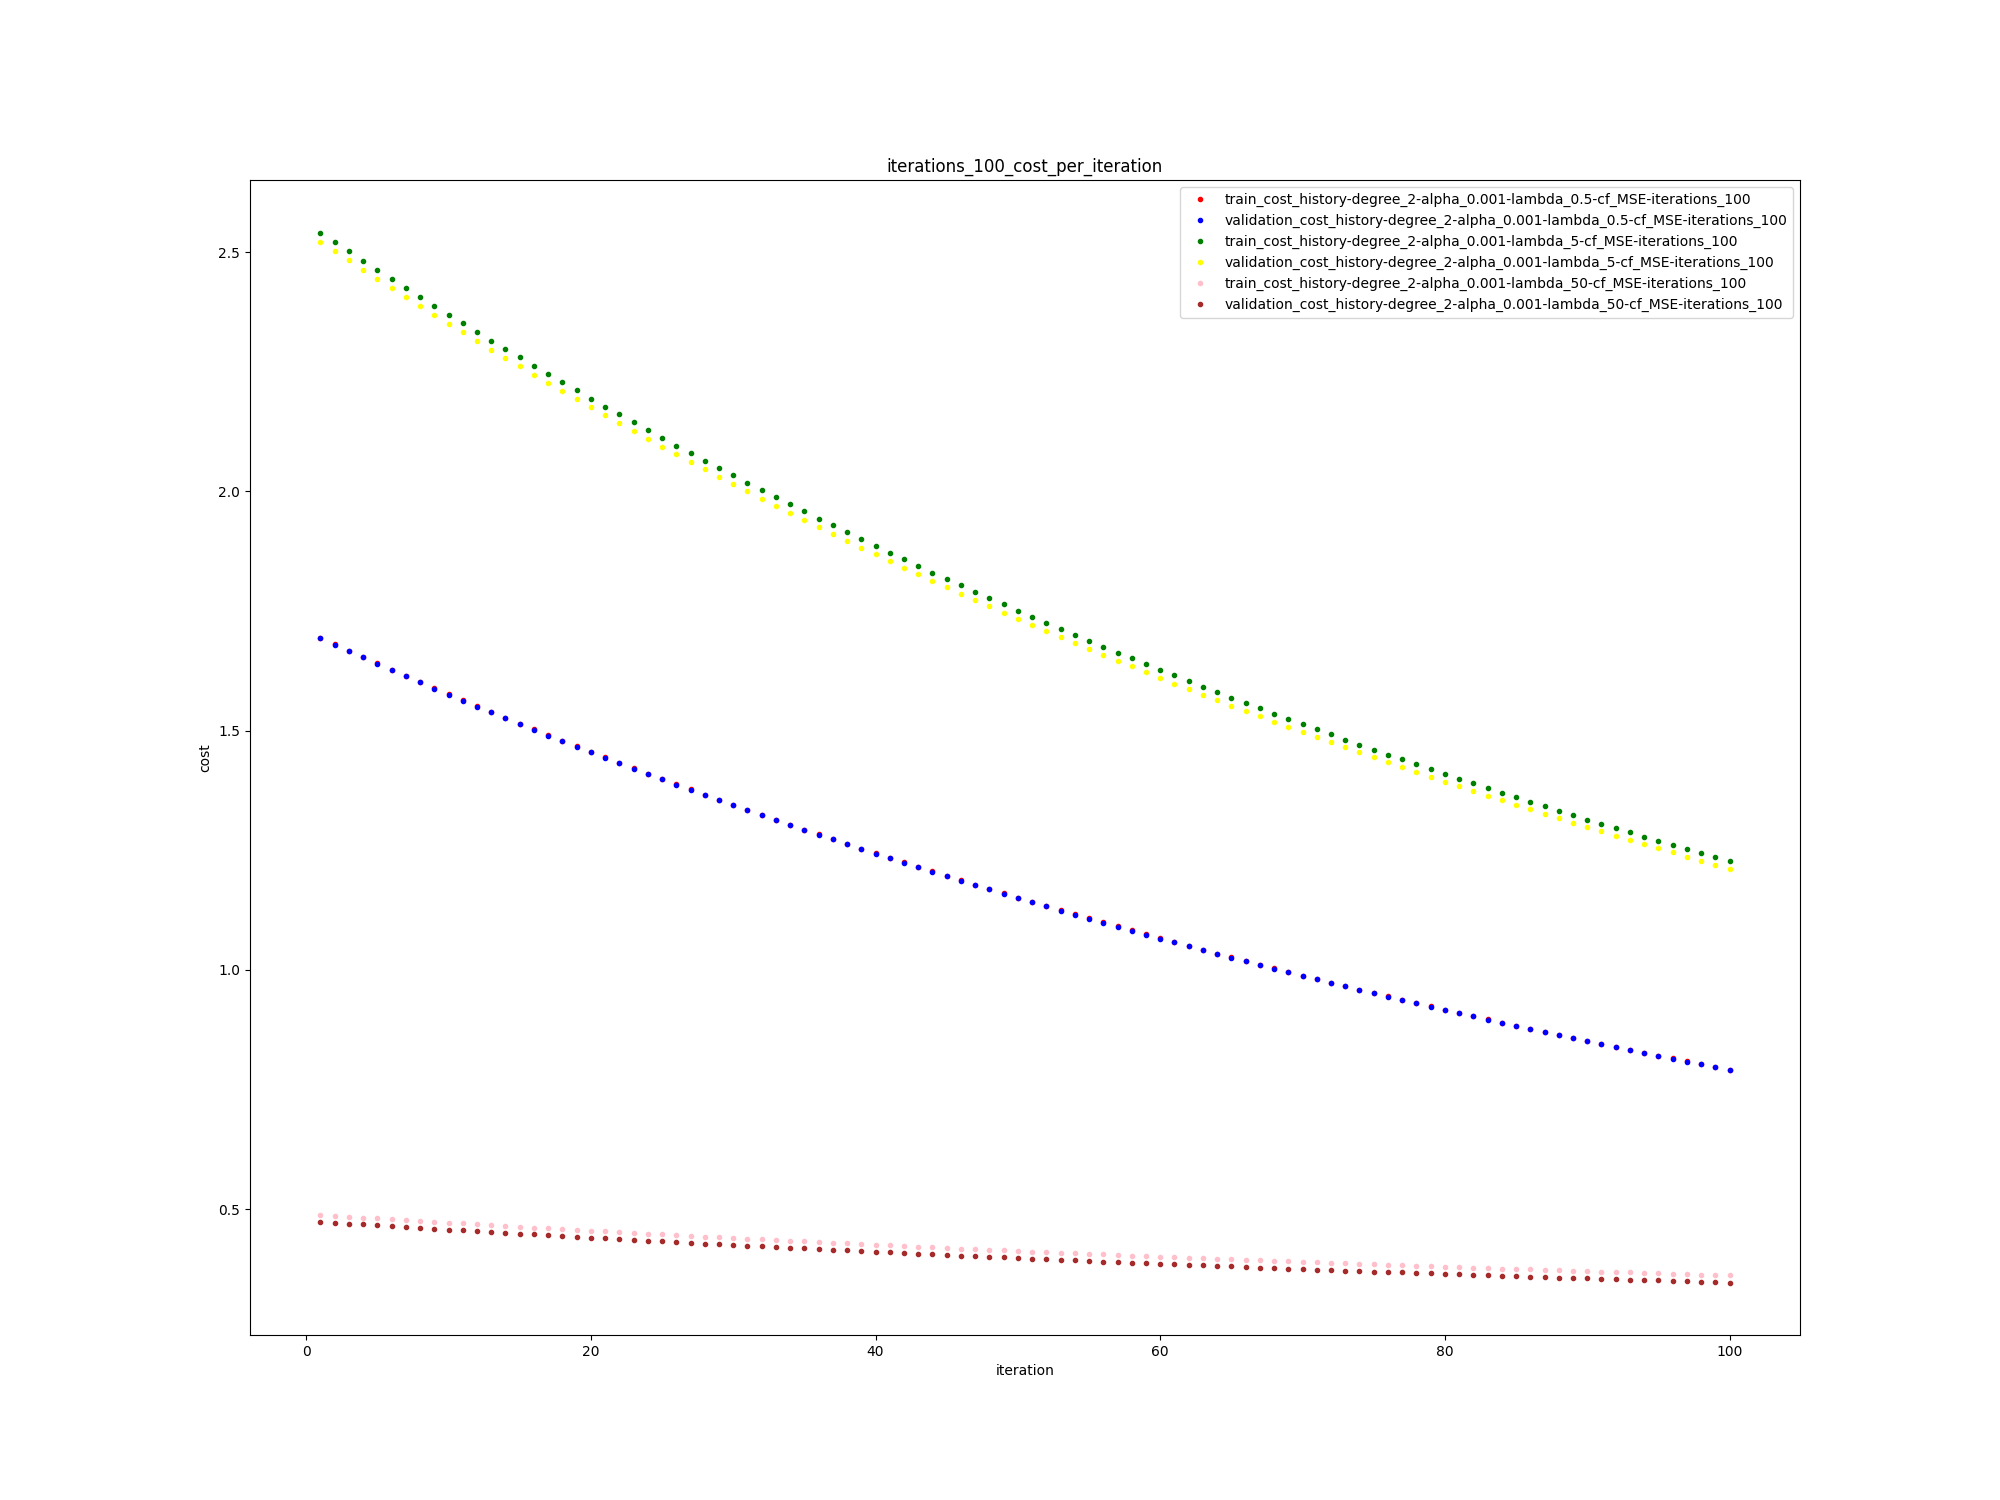 iterations_100_cost_per_iteration
train_cost_history-degree_2-alpha_0.001-lambda_0.5-cf_MSE-iterations_100
validation_cost_history-degree_2-alpha_0.001-lambda_0.5-cf_MSE-iterations_100
train_cost_history-degree_2-alpha_0.001-lambda_5-cf_MSE-iterations_100
validation_cost_history-degree_2-alpha_0.001-lambda_5-cf_MSE-iterations_100
train_cost_history-degree_2-alpha_0.001-lambda_50-cf_MSE-iterations_100
validation_cost_history-degree_2-alpha_0.001-lambda_50-cf_MSE-iterations_100
2.5
2.0
1.5
cost
1.0
0.5
0 20 40 60 80 100
iteration